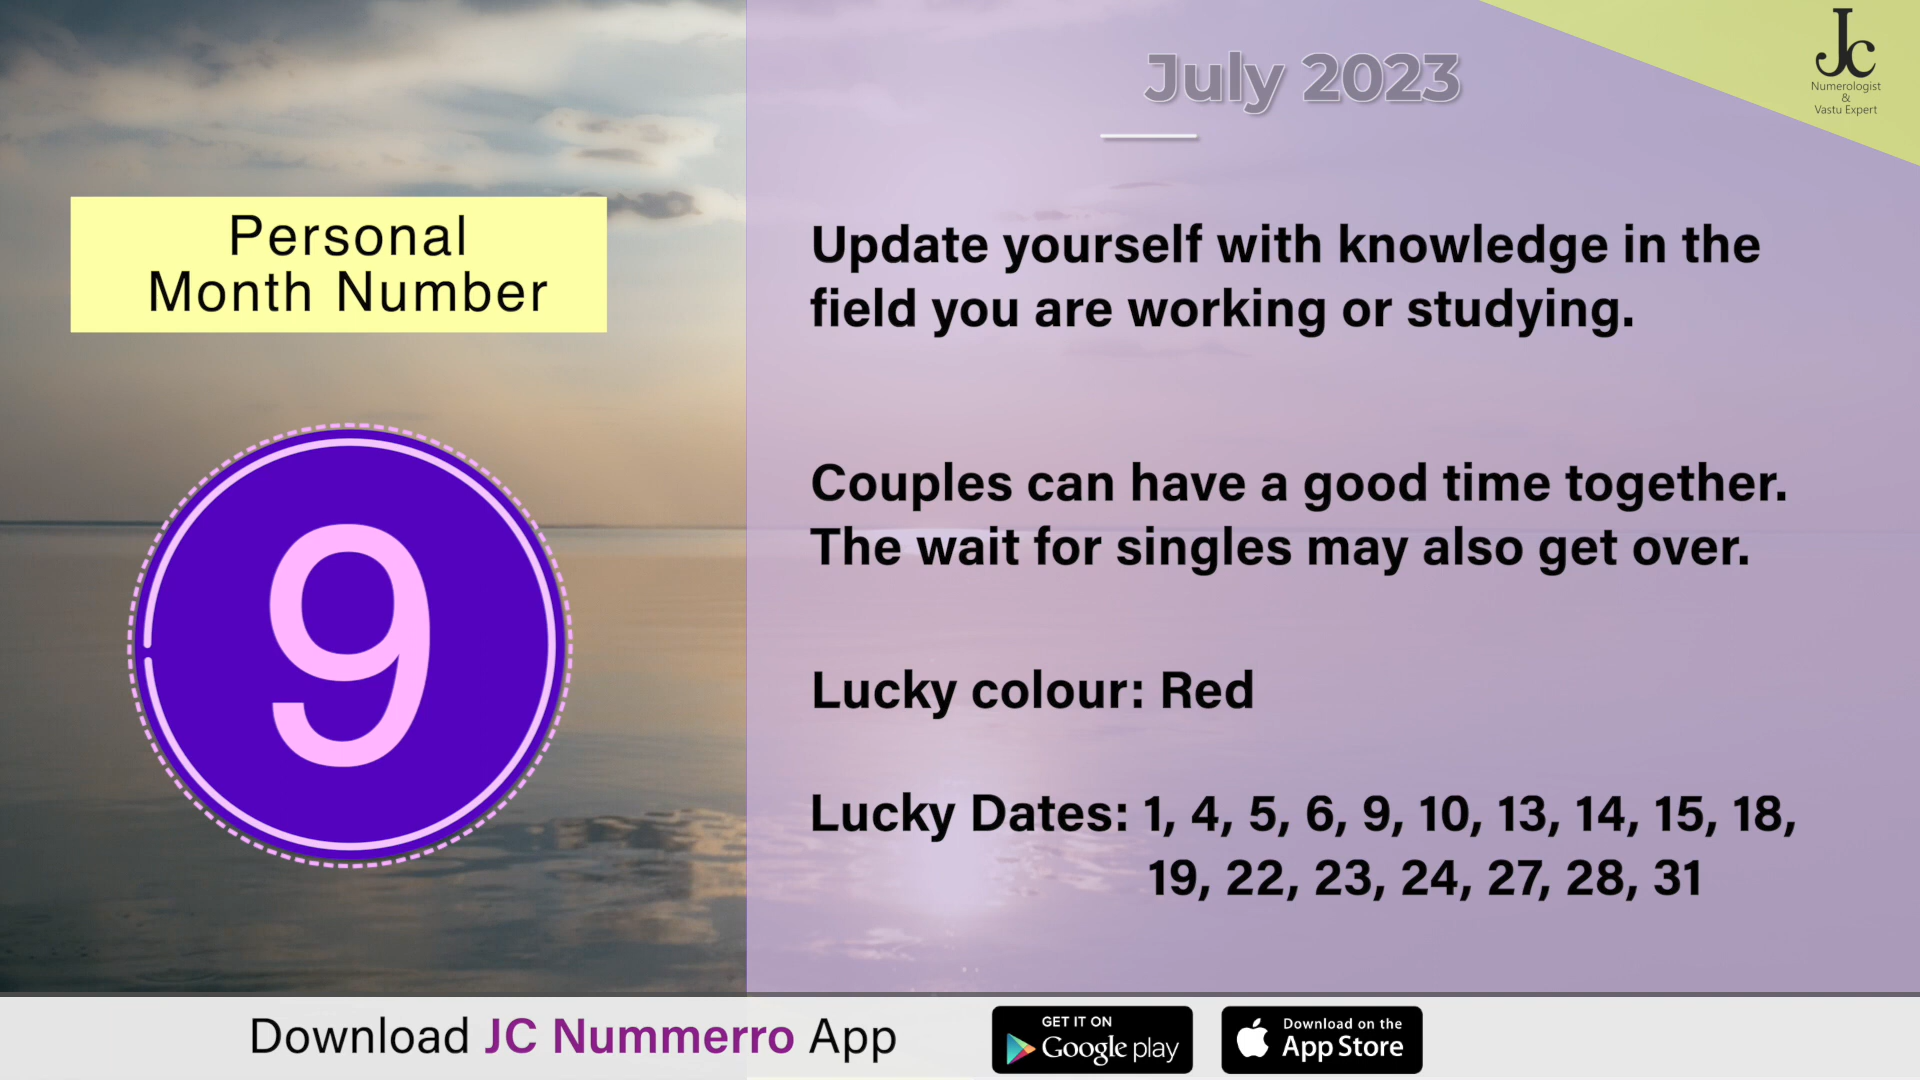 July 2023
Jc
Numerologist
&
Vastu Expert
Personal
Month Number
9
Update yourself with knowledge in the
field you are working or studying.
Couples can have a good time together.
The wait for singles may also get over.
Lucky colour: Red
Lucky Dates: 1, 4, 5, 6, 9, 10, 13, 14, 15, 18,
19, 22, 23, 24, 27, 28, 31
Download JC Nummerro App
GET IT ON
Google play
Download on the
App Store